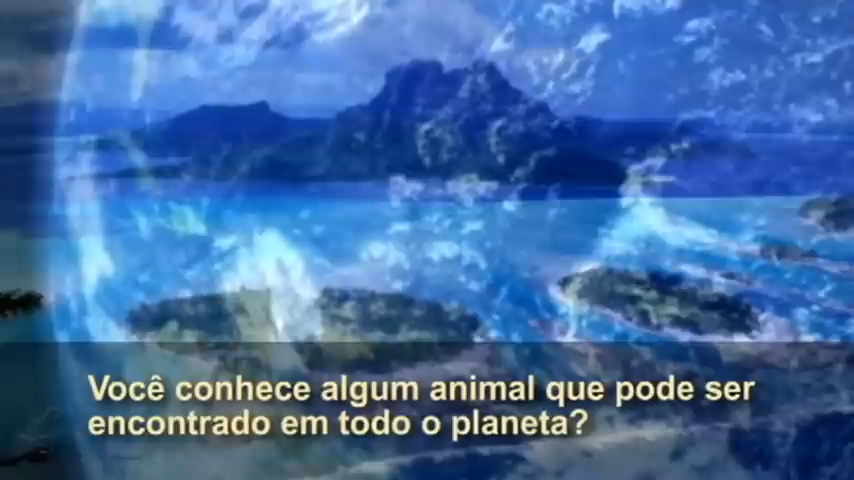 Você conhece algum animal que pode ser
encontrado em todo o planeta?